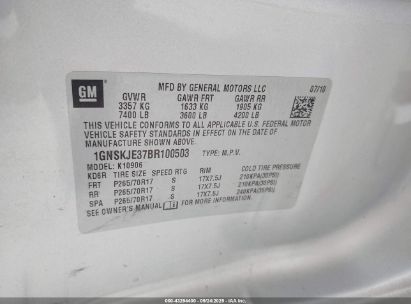 GM
MFD BY GENERAL MOTORS LLC 07/10
GVWR GAWR FRT GAWR RR
3357 KG 1633 KG 1905 KG
7400 LB 3600 LB 4200 LB
THIS VEHICLE CONFORMS TO ALL APPLICABLE U.S. FEDERAL MOTOR
VEHICLE SAFETY STANDARDS IN EFFECT ON THE DATE OF
MANUFACTURE SHOWN ABOVE.
1GNSKJE37BR100503 TYPE: M.P.V.
MODEL: K10906
TIRE SIZE SPEED RTG RIM COLD TIRE PRESSURE
FRT P265/70R17 S 17X7.5J 210KPA(30PSI)
RR P265/70R17 S 17X7.5J
SPA P265/70R17 S 17X7.5J
SEE OWNER'S MANUAL FOR MORE INFORMATION.